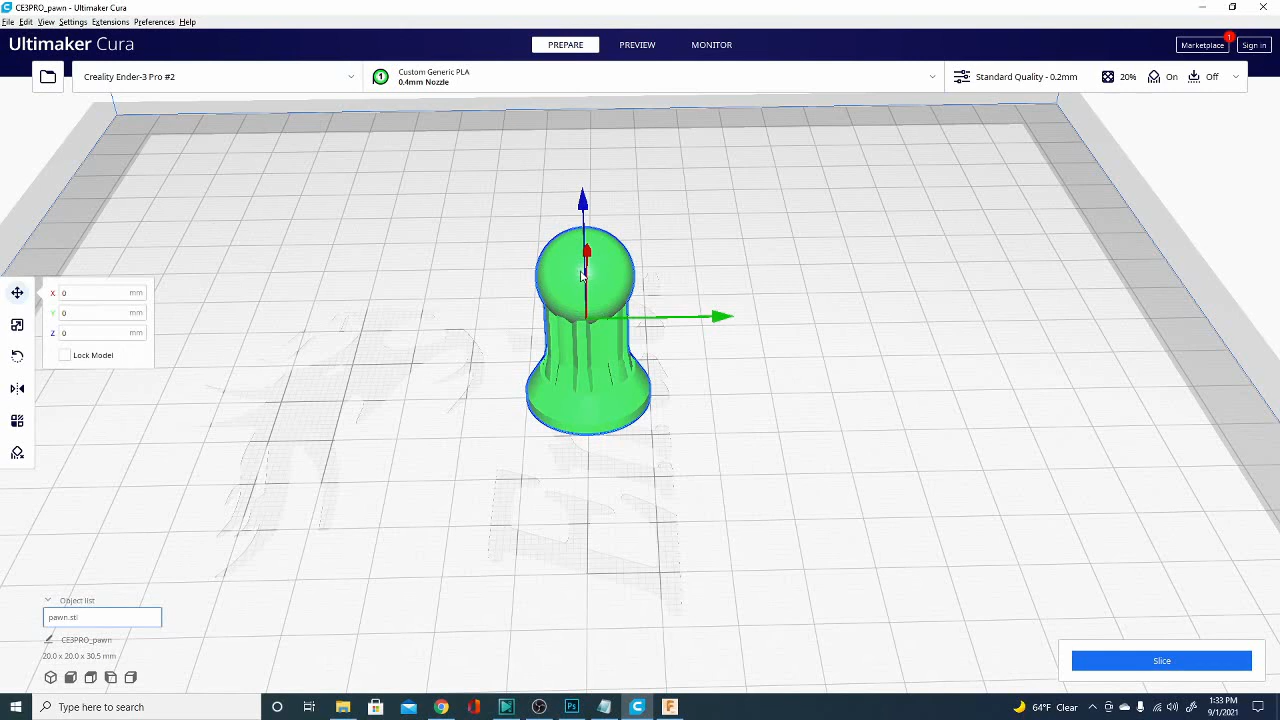 CE3PRO_pawn - Ultimaker Cura
File Edit View Settings Extensions Preferences Help
Ultimaker Cura
PREPARE
PREVIEW
MONITOR
Marketplace
1
Sign in
Creality Ender-3 Pro #2
1
Custom Generic PLA
0.4mm Nozzle
Standard Quality - 0.2mm
20%
On
Off
X 0 mm
Y 0 mm
Z 0 mm
Lock Model
Object list
pawn.stl
CE3PRO_pawn
20.0 x 20.0 x 30.5 mm
Slice
Type here to search
Ps
64°F Clear
1:33 PM
9/1/2021